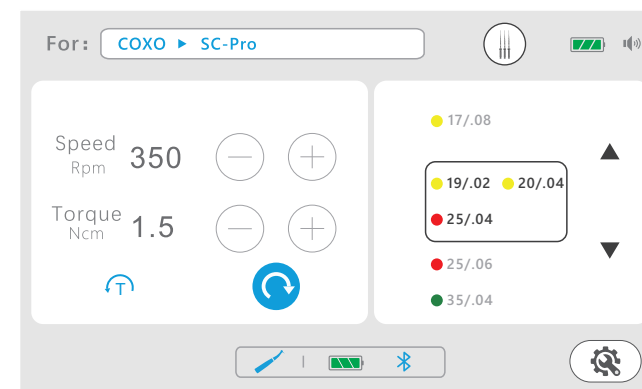 For: COXO ▶ SC-Pro
Speed
Rpm
350
Torque
Ncm
1.5
T
17/.08
19/.02 20/.04
25/.04
25/.06
35/.04